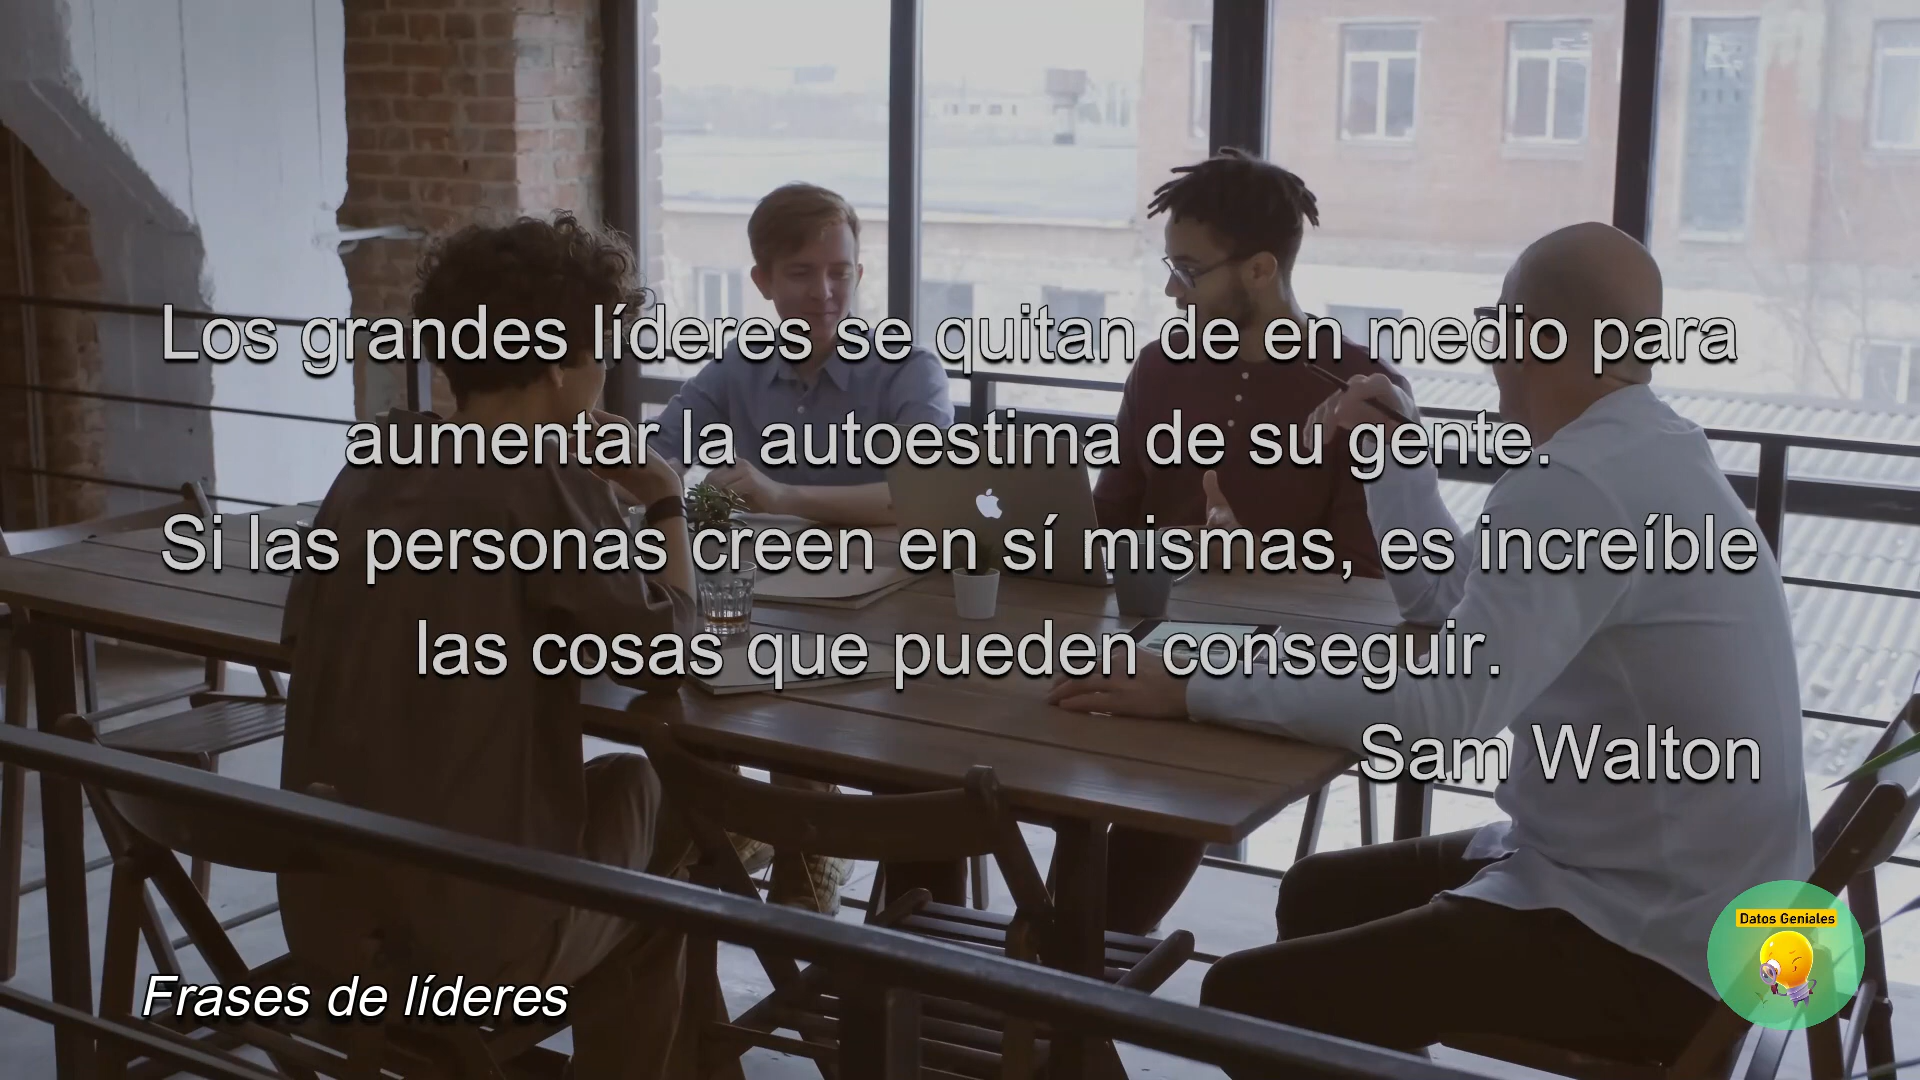 Los grandes líderes se quitan de en medio para
aumentar la autoestima de su gente.
Si las personas creen en sí mismas, es increíble
las cosas que pueden conseguir.
Sam Walton
Datos Geniales
Frases de líderes